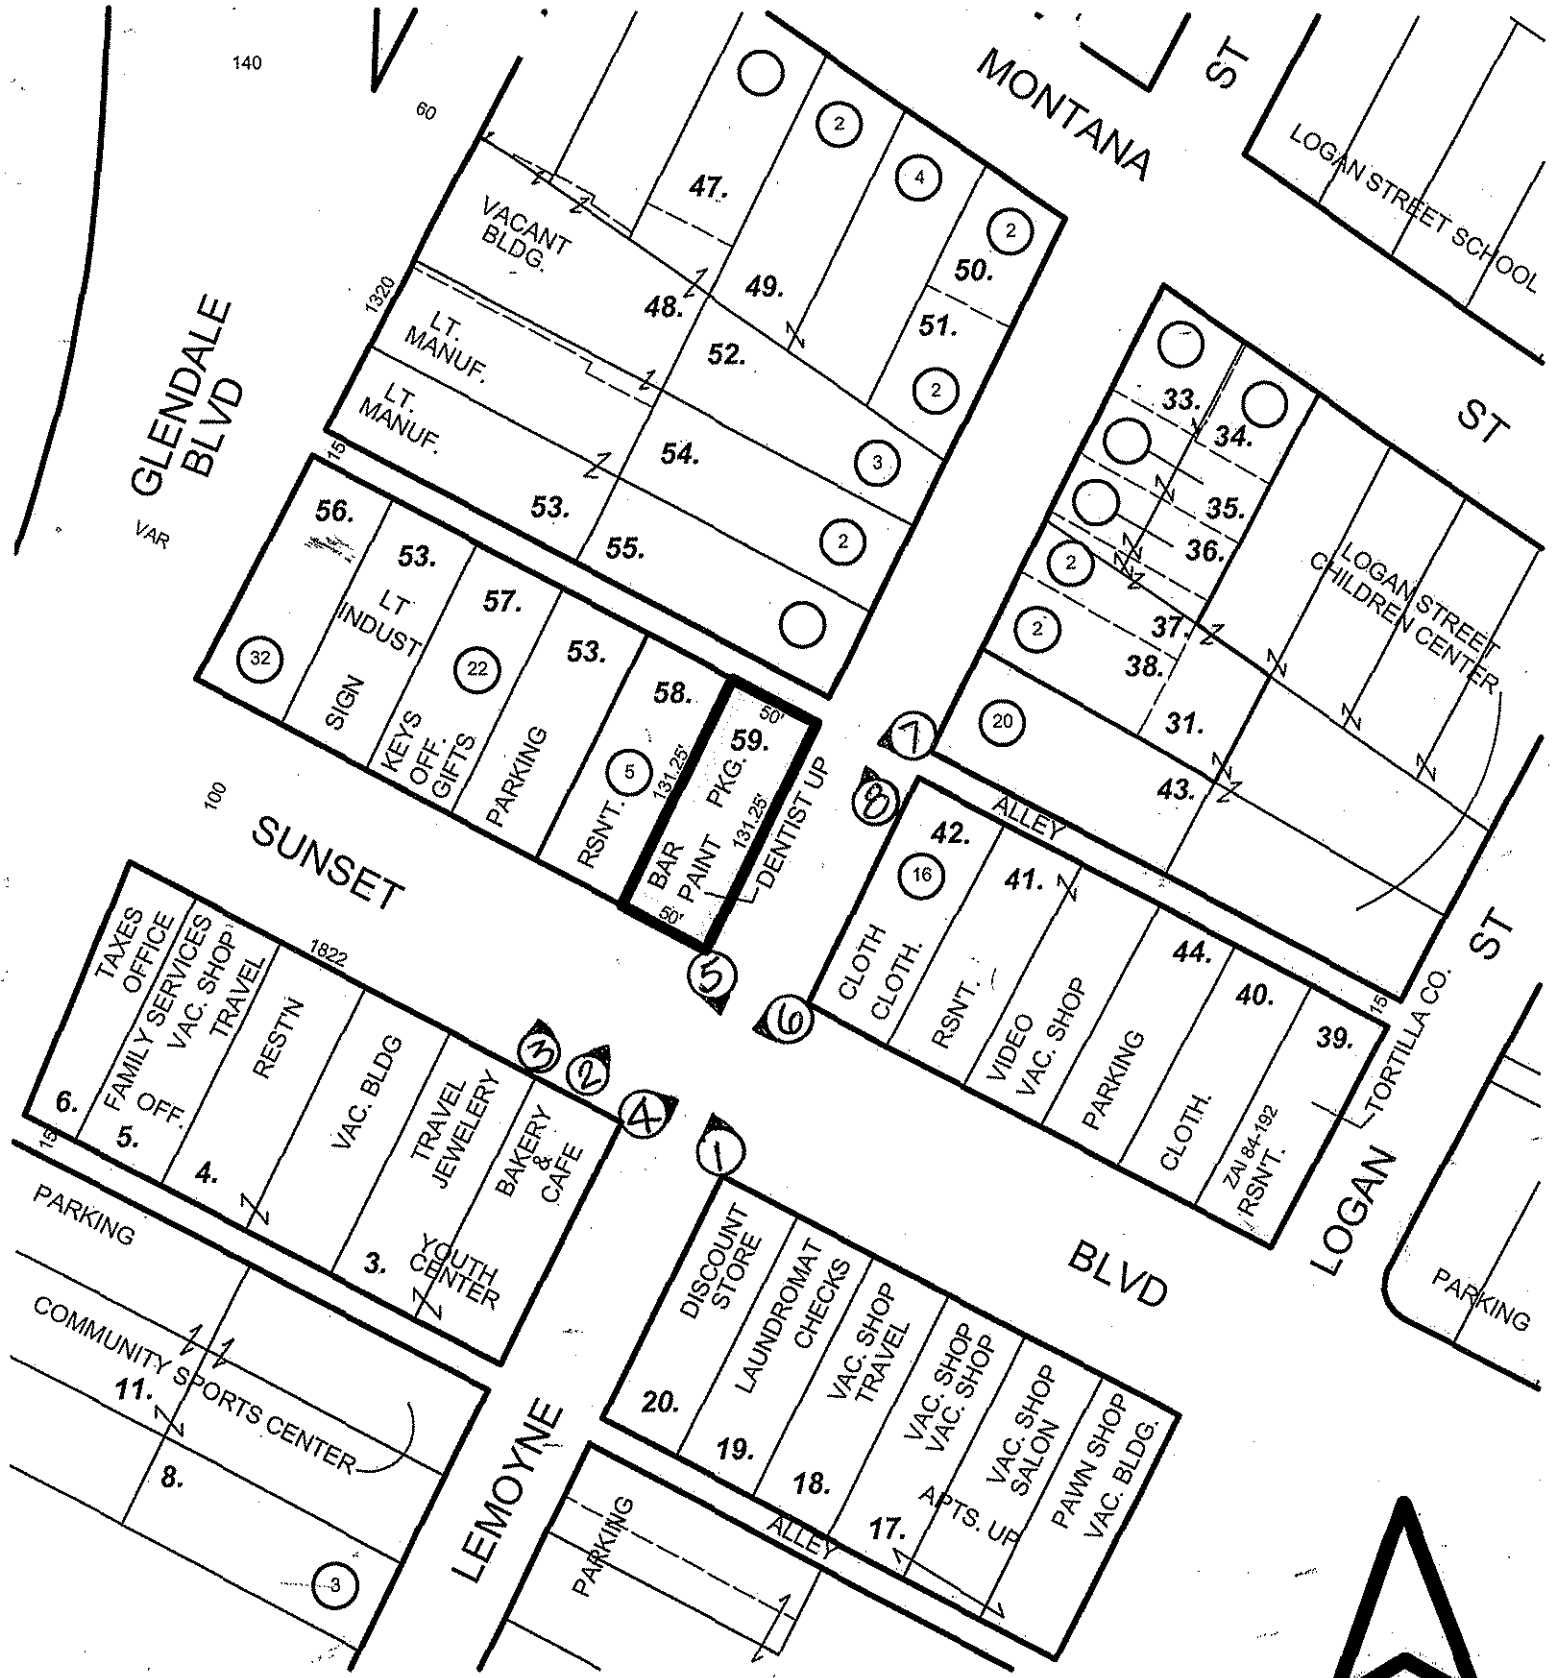 140
60
MONTANA
ST
LOGAN STREET SCHOOL
2
4
2
47.
50.
VACANT
BLDG.
48.
49.
51.
1320
LT.
MANUF.
52.
2
GLENDALE
BLVD
LT.
MANUF.
54.
3
33.
34.
ST
15
53.
55.
2
35.
36.
LOGAN STREET
CHILDREN CENTER
VAR
56.
53.
57.
53.
58.
2
37.
2
38.
31.
LT
INDUST
32
22
SIGN
KEYS
OFF.
GIFTS
PARKING
RSN'T.
5
50'
59.
131.25'
PKG.
131.25'
BAR
PAINT
50'
DENTIST UP
7
20
43.
8
ALLEY
42.
16
41.
100
SUNSET
CLOTH
CLOTH.
RSN'T.
VIDEO
VAC. SHOP
44.
40.
39.
PARKING
CLOTH.
ZAI 84-192
RSN'T.
15
TORTILLA CO.
ST
5
6
TAXES
OFFICE
FAMILY SERVICES
VAC. SHOP
TRAVEL
OFF.
1822
REST'N
VAC. BLDG
TRAVEL
JEWELERY
BAKERY
&
CAFE
3
2
4
1
6.
5.
4.
3.
YOUTH
CENTER
15
PARKING
COMMUNITY SPORTS CENTER
11.
8.
3
LEMOYNE
DISCOUNT
STORE
LAUNDROMAT
CHECKS
VAC. SHOP
TRAVEL
VAC. SHOP
VAC. SHOP
VAC. SHOP
SALON
PAWN SHOP
VAC. BLDG.
BLVD
LOGAN
PARKING
20.
19.
18.
17.
APTS. UP
ALLEY
PARKING